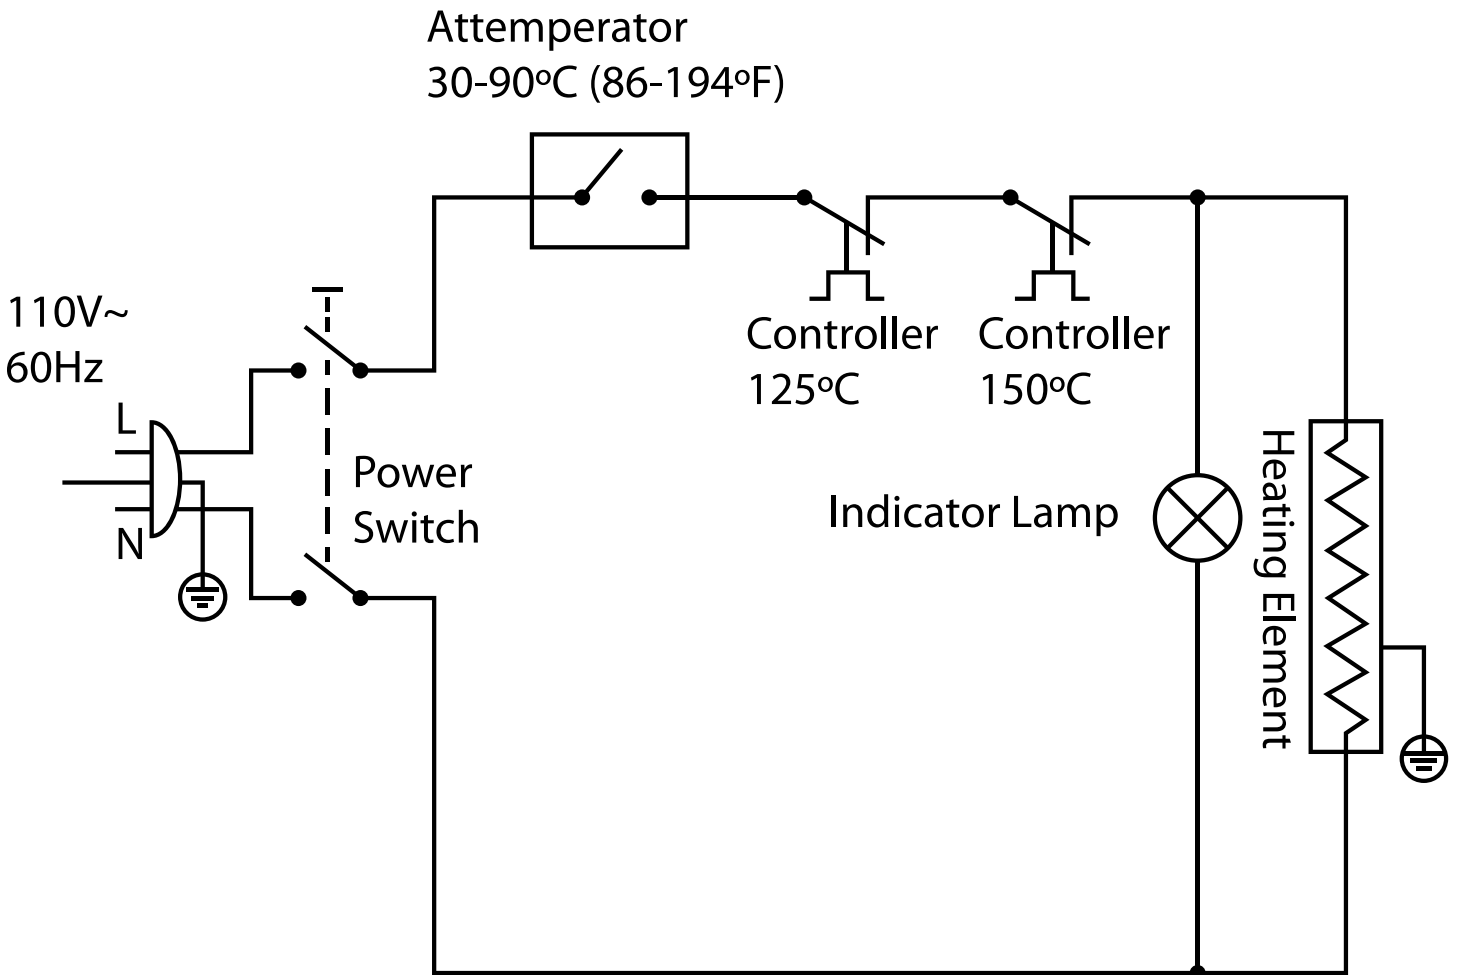 Attemperator
30-90ºC (86-194ºF)
110V~
60Hz
L
N
Power
Switch
Controller
125ºC
Controller
150ºC
Indicator Lamp
Heating Element